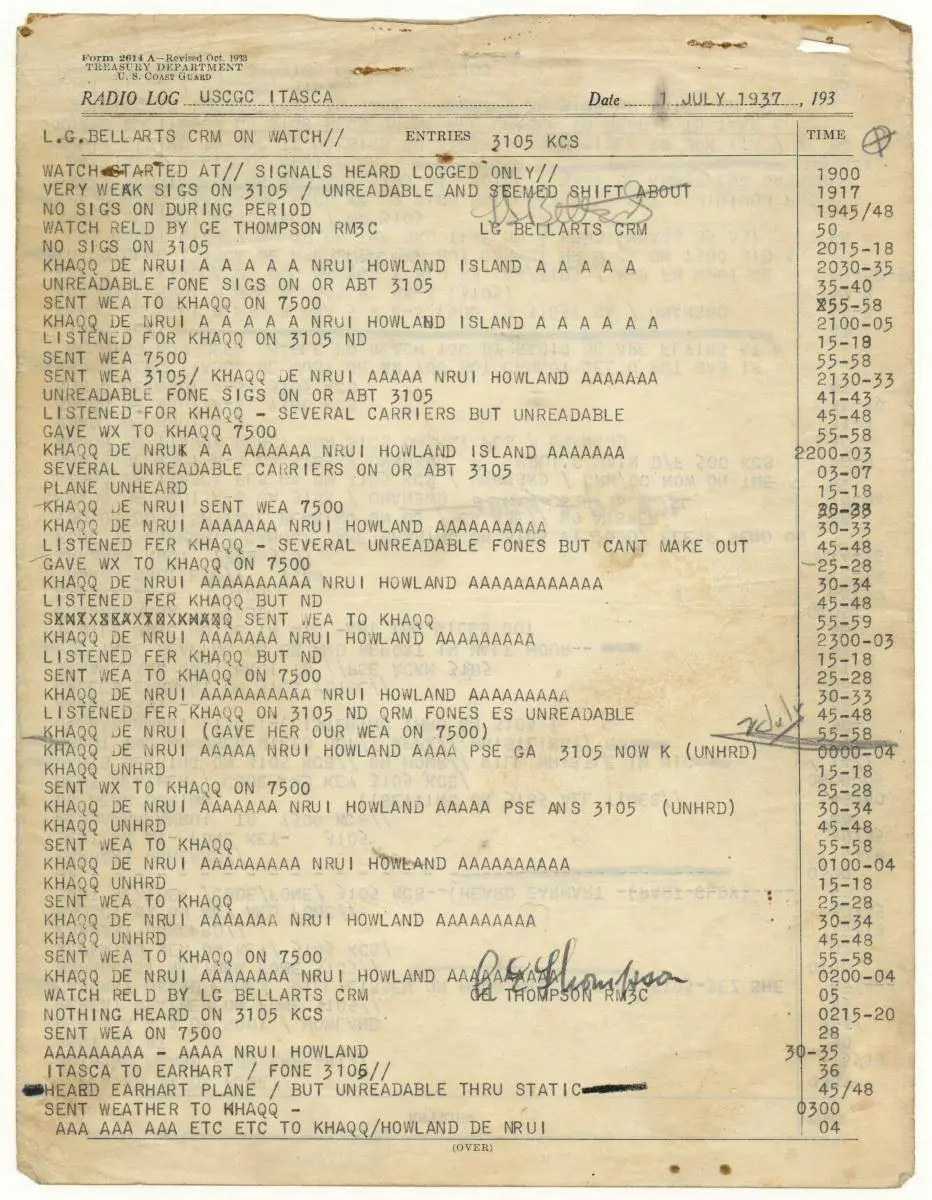 Form 2614 A—Revised Oct. 1933
TREASURY DEPARTMENT
U. S. COAST GUARD
RADIO LOG USCGC ITASCA Date 1 JULY 1937, 193
L.G.BELLARTS CRM ON WATCH// ENTRIES 3105 KCS TIME
WATCH STARTED AT// SIGNALS HEARD LOGGED ONLY// 1900
VERY WEAK SIGS ON 3105 / UNREADABLE AND SEEMED SHIFT ABOUT 1917
NO SIGS ON DURING PERIOD 1945/48
LG Bellarts
WATCH RELD BY GE THOMPSON RM3C LG BELLARTS CRM 50
NO SIGS ON 3105 2015-18
KHAQQ DE NRUI A A A A A NRUI HOWLAND ISLAND A A A A A 2030-35
UNREADABLE FONE SIGS ON OR ABT 3105 35-40
SENT WEA TO KHAQQ ON 7500 X55-58
KHAQQ DE NRUI A A A A A NRUI HOWLAND ISLAND A A A A A A 2100-05
LISTENED FOR KHAQQ ON 3105 ND 15-18
SENT WEA 7500 55-58
SENT WEA 3105/ KHAQQ DE NRUI AAAAA NRUI HOWLAND AAAAAAA 2130-33
UNREADABLE FONE SIGS ON OR ABT 3105 41-43
LISTENED FOR KHAQQ - SEVERAL CARRIERS BUT UNREADABLE 45-48
GAVE WX TO KHAQQ 7500 55-58
KHAQQ DE NRUK A A AAAAAA NRUI HOWLAND ISLAND AAAAAAA 2200-03
SEVERAL UNREADABLE CARRIERS ON OR ABT 3105 03-07
PLANE UNHEARD 15-18
KHAQQ DE NRUI SENT WEA 7500
KHAQQ DE NRUI AAAAAAA NRUI HOWLAND AAAAAAAAAA 30-33
LISTENED FER KHAQQ - SEVERAL UNREADABLE FONES BUT CANT MAKE OUT 45-48
GAVE WX TO KHAQQ ON 7500 25-28
KHAQQ DE NRUI AAAAAAAAAA NRUI HOWLAND AAAAAAAAAAAA 30-34
LISTENED FER KHAQQ BUT ND 45-48
SENT WEA TO KHAQQ 55-59
KHAQQ DE NRUI AAAAAAA NRUI HOWLAND AAAAAAAAA 2300-03
LISTENED FER KHAQQ BUT ND 15-18
SENT WEA TO KHAQQ ON 7500 25-28
KHAQQ DE NRUI AAAAAAAAAA NRUI HOWLAND AAAAAAAAA 30-33
LISTENED FER KHAQQ ON 3105 ND QRM FONES ES UNREADABLE 45-48
2 July
KHAQQ DE NRUI (GAVE HER OUR WEA ON 7500) 55-58
KHAQQ DE NRUI AAAAA NRUI HOWLAND AAAA PSE GA 3105 NOW K (UNHRD) 0000-04
KHAQQ UNHRD 15-18
SENT WX TO KHAQQ ON 7500 25-28
KHAQQ DE NRUI AAAAAAA NRUI HOWLAND AAAAA PSE ANS 3105 (UNHRD) 30-34
KHAQQ UNHRD 45-48
SENT WEA TO KHAQQ 55-58
KHAQQ DE NRUI AAAAAAAAA NRUI HOWLAND AAAAAAAAAA 0100-04
KHAQQ UNHRD 15-18
SENT WEA TO KHAQQ 25-28
KHAQQ DE NRUI AAAAAAA NRUI HOWLAND AAAAAAAAA 30-34
KHAQQ UNHRD 45-48
SENT WEA TO KHAQQ ON 7500 55-58
KHAQQ DE NRUI AAAAAAAA NRUI HOWLAND AAAAAAAAAA 0200-04
G E Thompson
WATCH RELD BY LG BELLARTS CRM GE THOMPSON RM3C 05
NOTHING HEARD ON 3105 KCS 0215-20
SENT WEA ON 7500 28
AAAAAAAAA - AAAA NRUI HOWLAND 30-35
ITASCA TO EARHART / FONE 3105// 36
HEARD EARHART PLANE / BUT UNREADABLE THRU STATIC 45/48
SENT WEATHER TO KHAQQ - 0300
AAA AAA AAA ETC ETC TO KHAQQ/HOWLAND DE NRUI 04
(OVER)